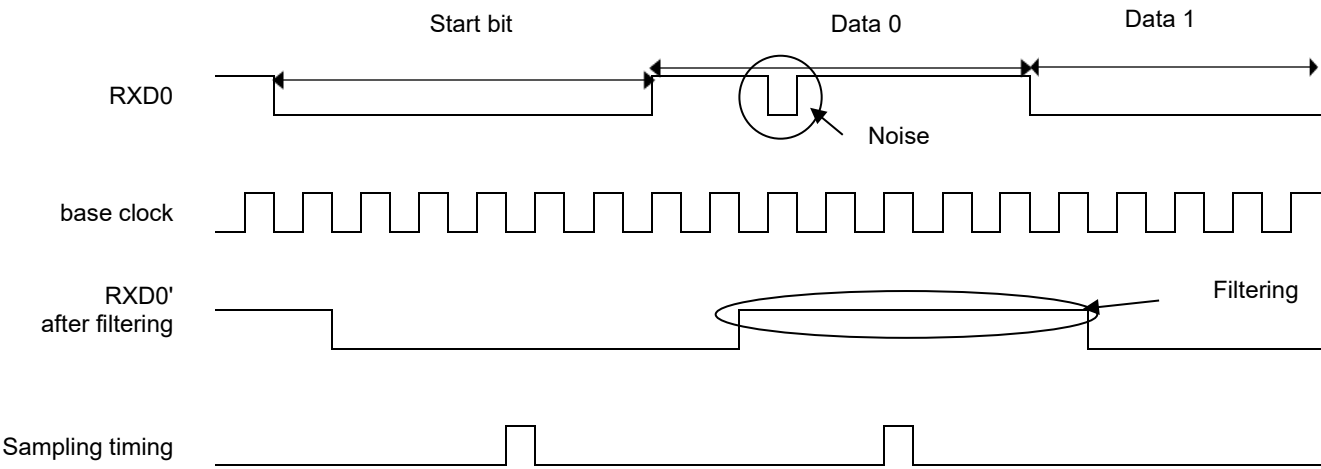 Start bit
Data 0
Data 1
RXD0
Noise
base clock
RXD0'
after filtering
Filtering
Sampling timing